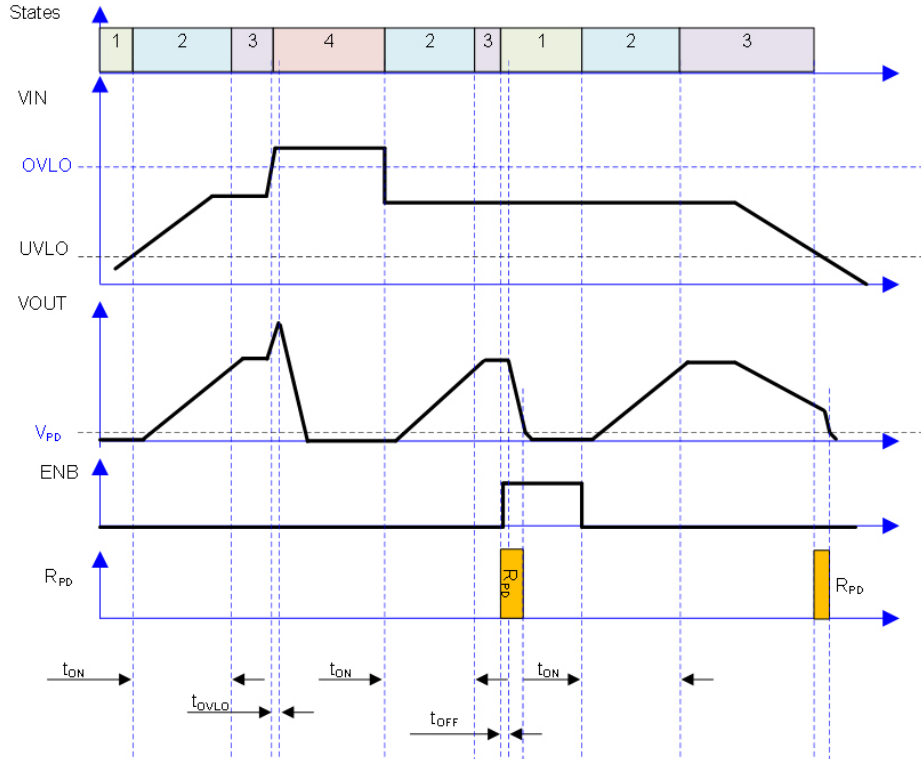 States
1 2 3 4 2 3 1 2 3
VIN
OVLO
UVLO
VOUT
VPD
ENB
RPD
RPD
RPD
tON
tON
tON
tOVLO
tOFF